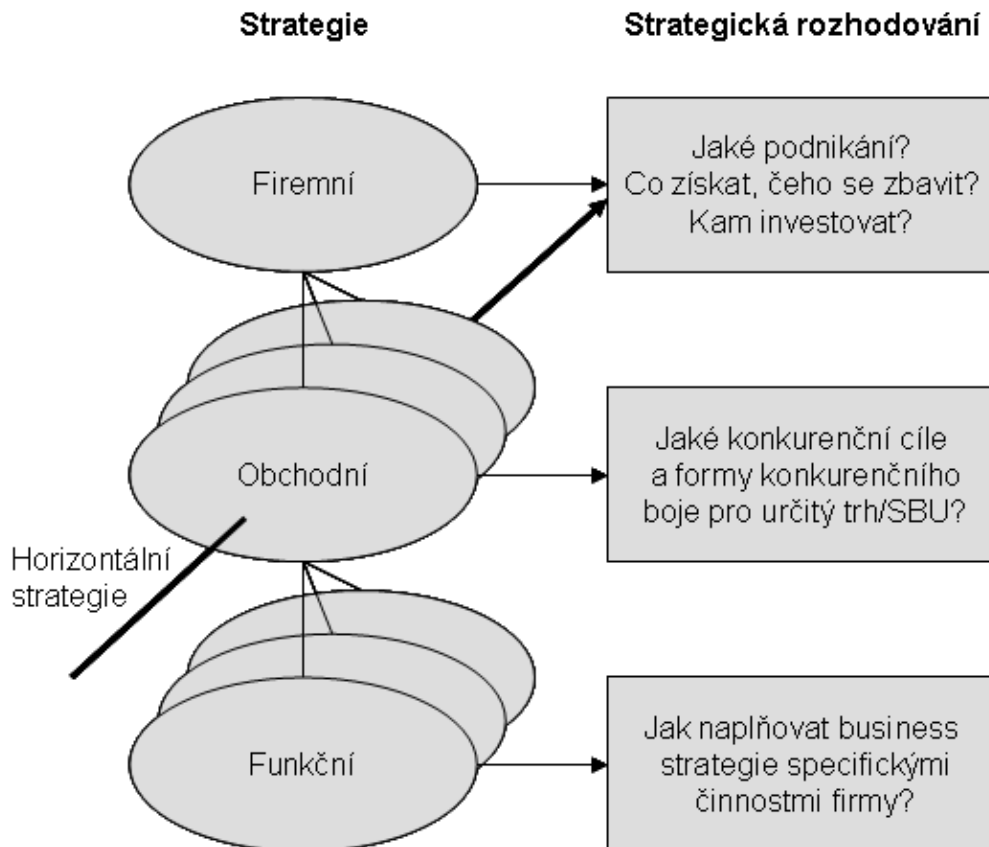 Strategie
Strategická rozhodování
Firemní
Jaké podnikání?
Co získat, čeho se zbavit?
Kam investovat?
Obchodní
Jaké konkurenční cíle
a formy konkurenčního
boje pro určitý trh/SBU?
Horizontální
strategie
Funkční
Jak naplňovat business
strategie specifickými
činnostmi firmy?